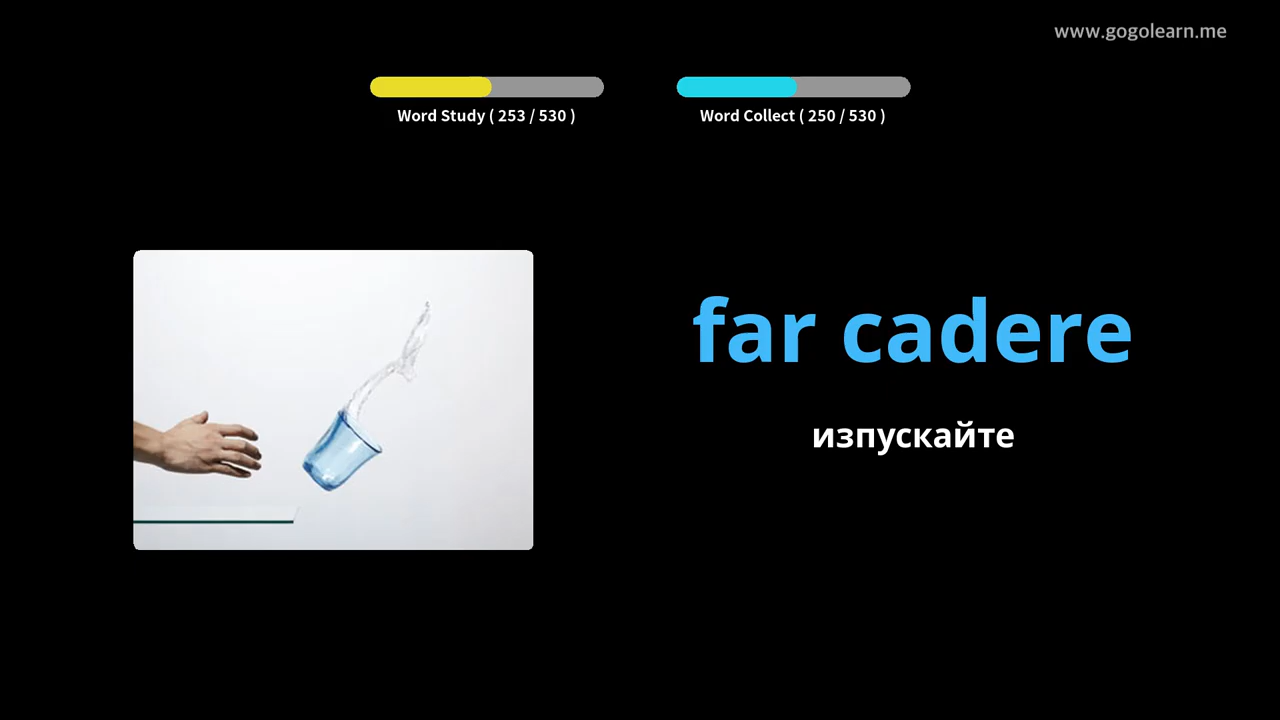 www.gogolearn.me
Word Study ( 253 / 530 )
Word Collect ( 250 / 530 )
far cadere
изпускайте